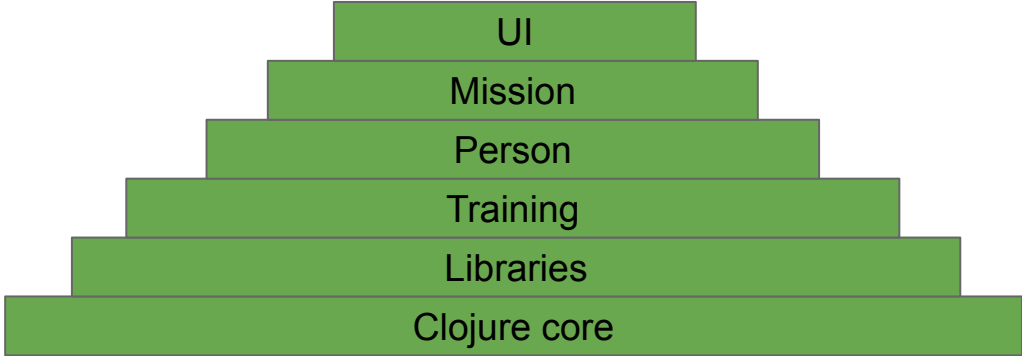 UI
Mission
Person
Training
Libraries
Clojure core